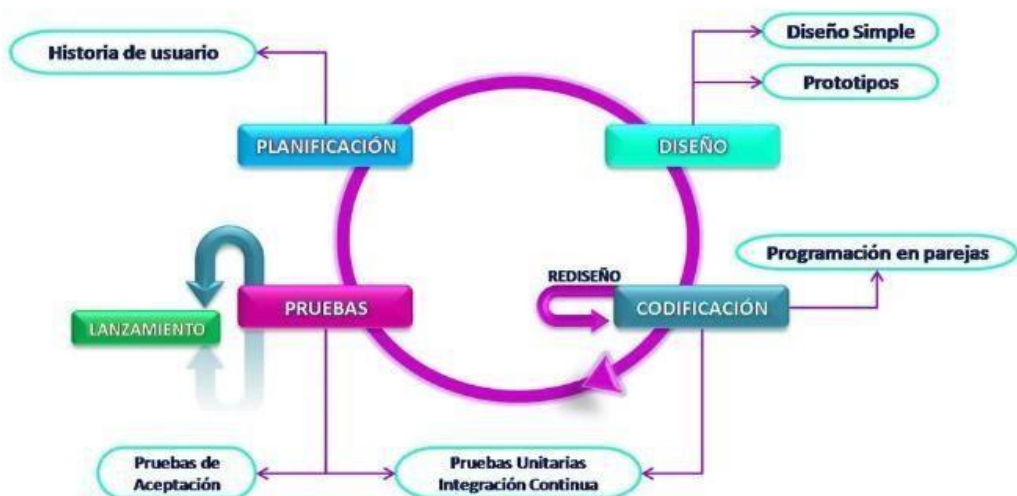 Historia de usuario
Diseño Simple
Prototipos
PLANIFICACIÓN
DISEÑO
Programación en parejas
REDISEÑO
PRUEBAS
CODIFICACIÓN
LANZAMIENTO
Pruebas de
Aceptación
Pruebas Unitarias
Integración Continua